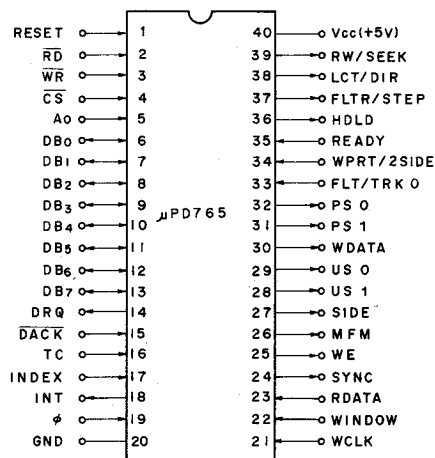 RESET 1 40 Vcc(+5V)
RD 2 39 RW/SEEK
WR 3 38 LCT/DIR
CS 4 37 FLTR/STEP
A0 5 36 HDLD
DB0 6 35 READY
DB1 7 34 WPRT/2SIDE
DB2 8 33 FLT/TRK 0
DB3 9 32 PS 0
μPD765
DB4 10 31 PS 1
DB5 11 30 WDATA
DB6 12 29 US 0
DB7 13 28 US 1
DRQ 14 27 SIDE
DACK 15 26 MFM
TC 16 25 WE
INDEX 17 24 SYNC
INT 18 23 RDATA
ϕ 19 22 WINDOW
GND 20 21 WCLK